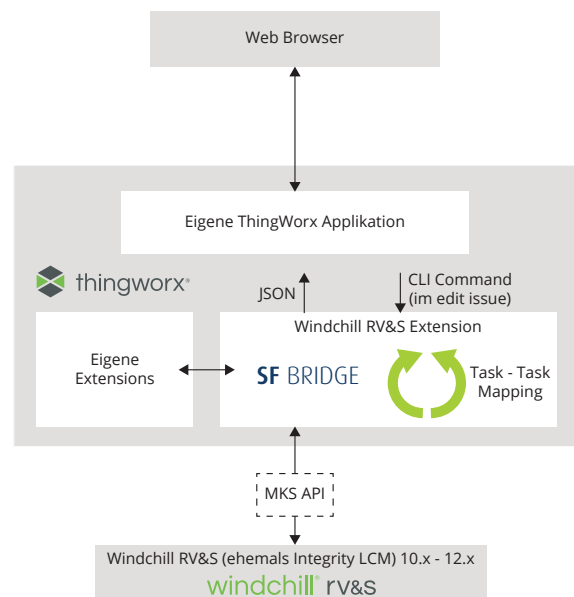 Web Browser
Eigene ThingWorx Applikation
thingworx®
JSON
CLI Command
(im edit issue)
Windchill RV&S Extension
Eigene
Extensions
SF BRIDGE
Task - Task
Mapping
MKS API
Windchill RV&S (ehemals Integrity LCM) 10.x - 12.x
windchill® rv&s